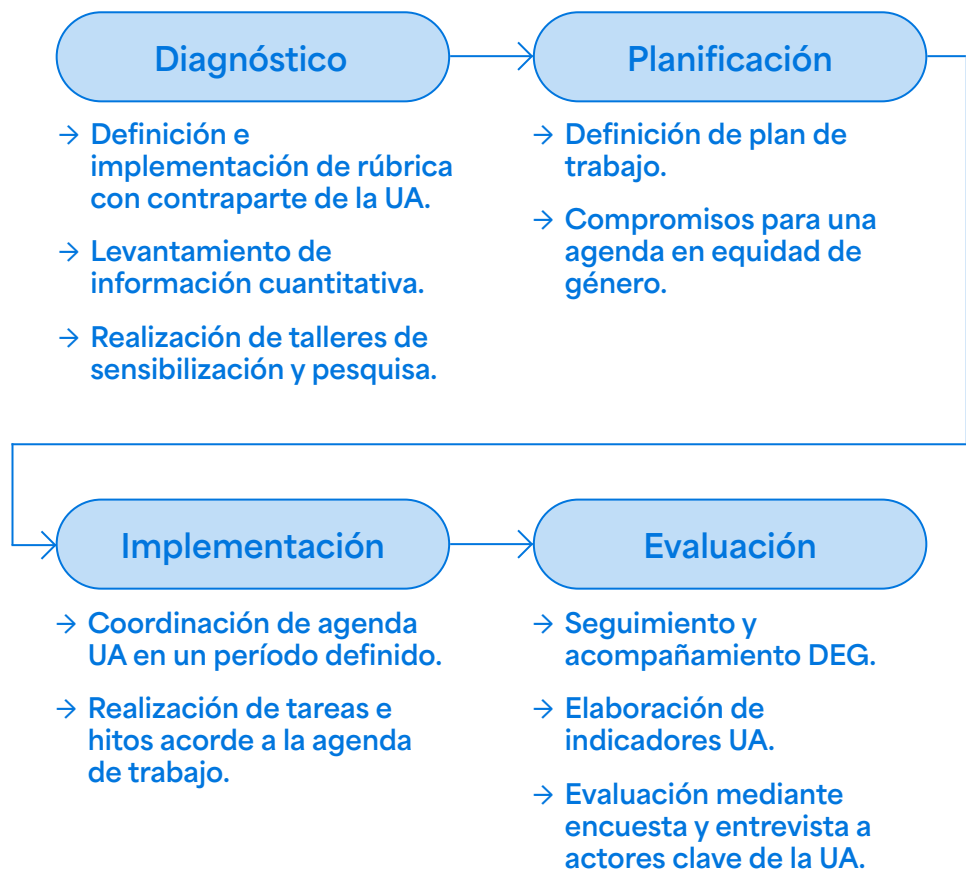 Diagnóstico
→ Definición e
implementación de rúbrica
con contraparte de la UA.
→ Levantamiento de
información cuantitativa.
→ Realización de talleres de
sensibilización y pesquisa.
Planificación
→ Definición de plan de
trabajo.
→ Compromisos para una
agenda en equidad de
género.
Implementación
→ Coordinación de agenda
UA en un período definido.
→ Realización de tareas e
hitos acorde a la agenda
de trabajo.
Evaluación
→ Seguimiento y
acompañamiento DEG.
→ Elaboración de
indicadores UA.
→ Evaluación mediante
encuesta y entrevista a
actores clave de la UA.